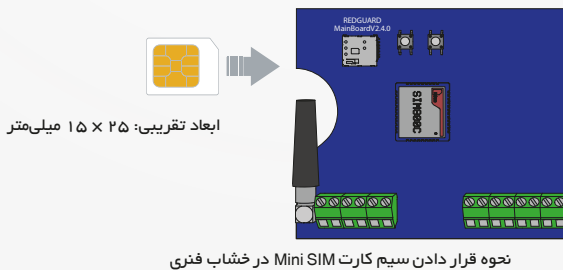 REDGUARD
MainBoardV2.4.0
SIM800C
ابعاد تقریبی: ۲۵ × ۱۵ میلی‌متر
نحوه قرار دادن سیم کارت Mini SIM در خشاب فنری